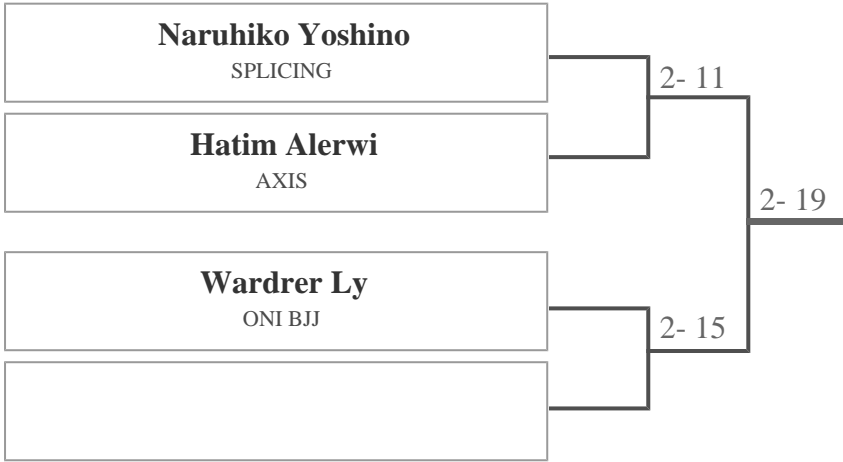 Naruhiko Yoshino
SPLICING
2- 11
Hatim Alerwi
AXIS
2- 19
Wardrer Ly
ONI BJJ
2- 15